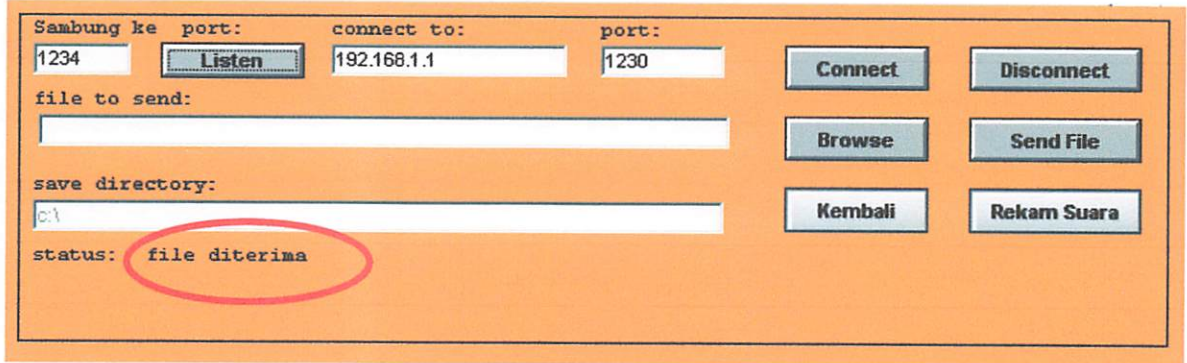 Sambung ke port: connect to: port:
1234 Listen 192.168.1.1 1230 Connect Disconnect
file to send:
Browse Send File
save directory:
c:\ Kembali Rekam Suara
status: file diterima